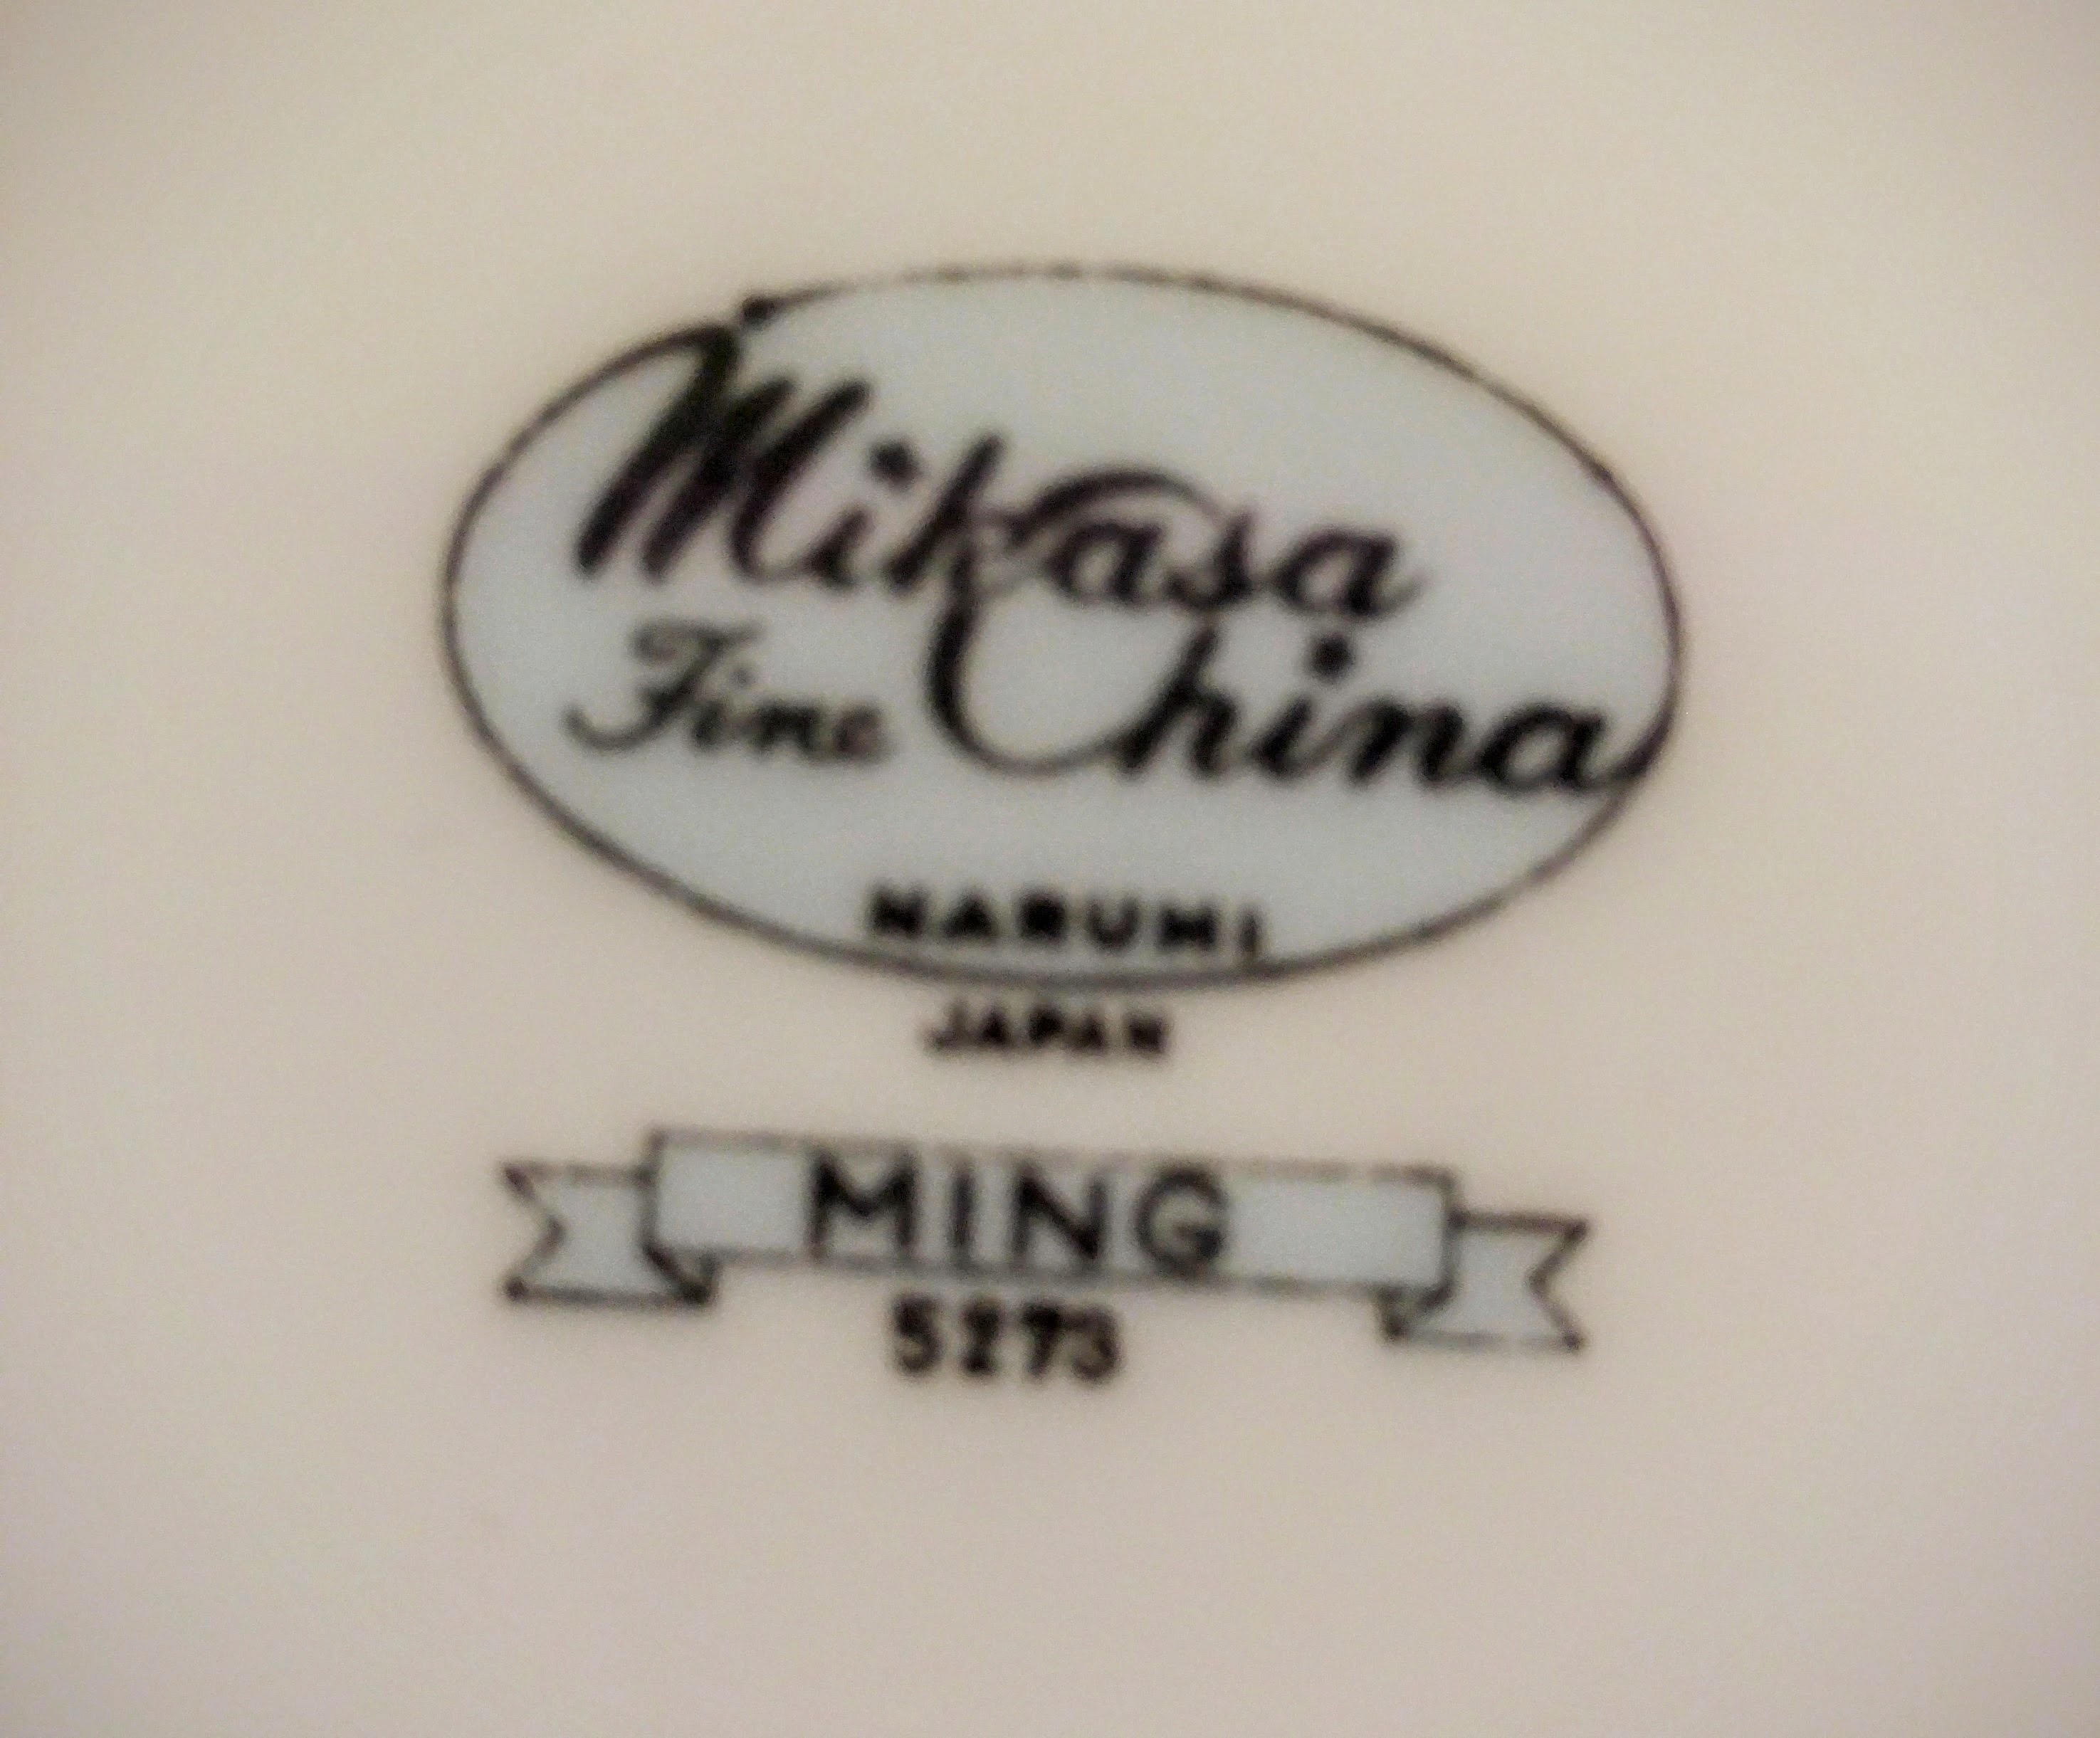 Mikasa
Fine China
NARUMI
JAPAN
MING
5273